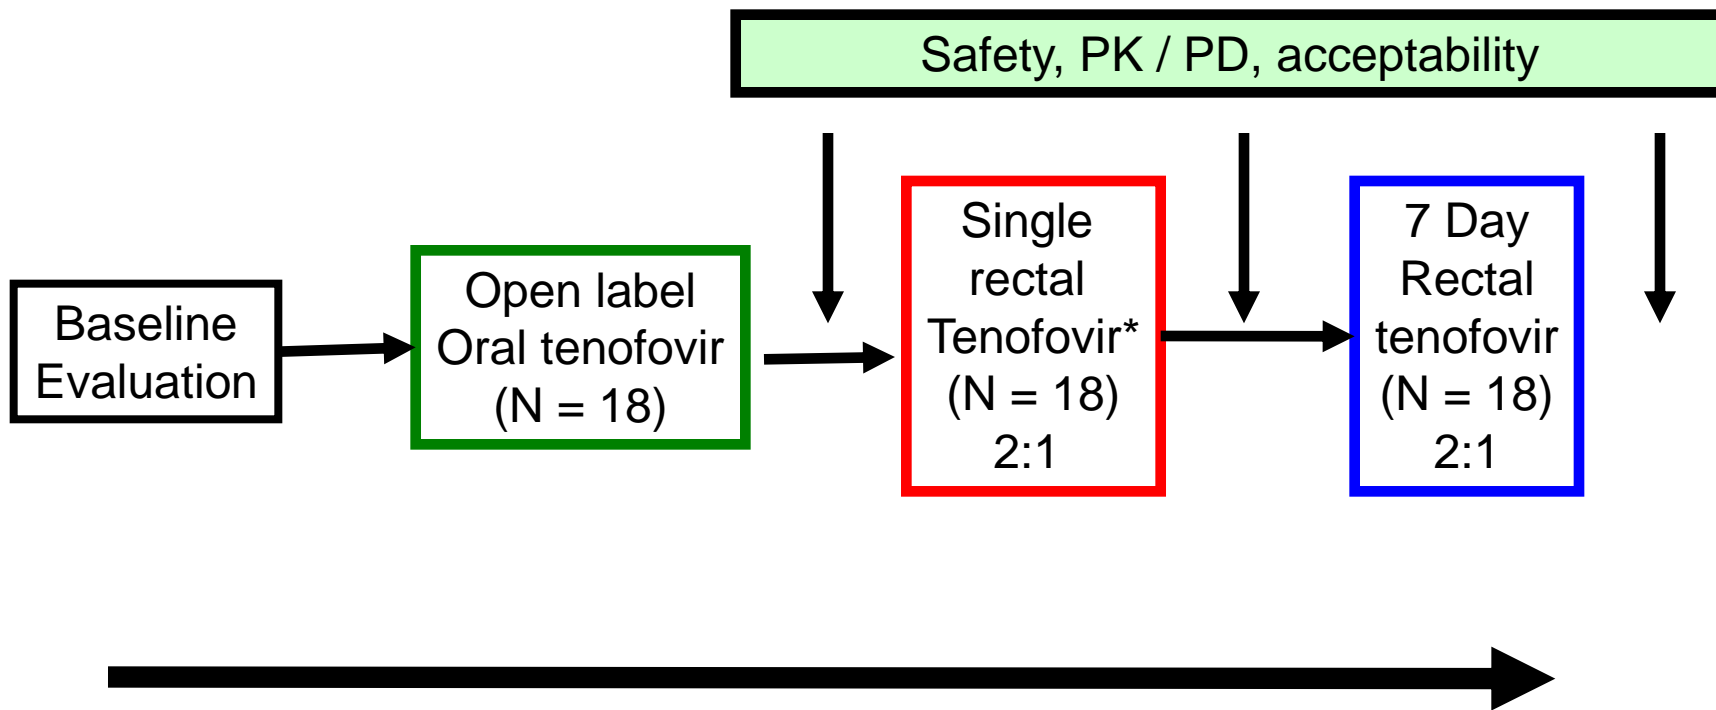 Safety, PK / PD, acceptability
Baseline
Evaluation
Open label
Oral tenofovir
(N = 18)
Single
rectal
Tenofovir*
(N = 18)
2:1
7 Day
Rectal
tenofovir
(N = 18)
2:1